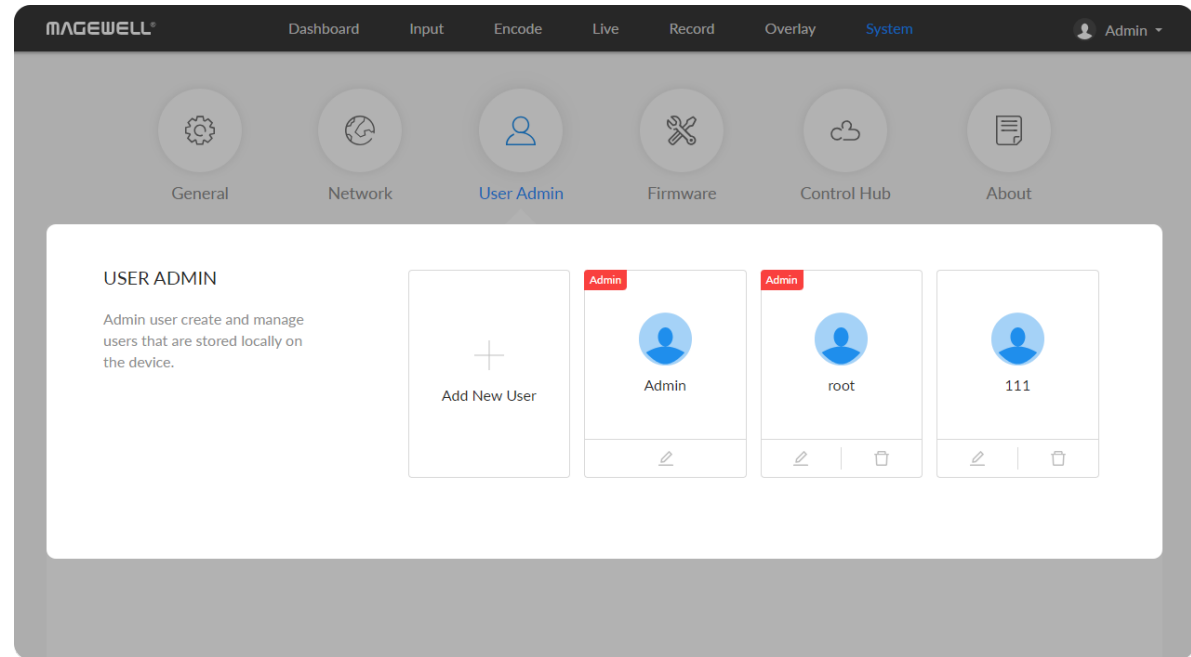 MAGEWELL®
Dashboard Input Encode Live Record Overlay System Admin
General Network User Admin Firmware Control Hub About
USER ADMIN
Admin user create and manage
users that are stored locally on
the device.
Add New User
Admin
Admin
Admin
root
111